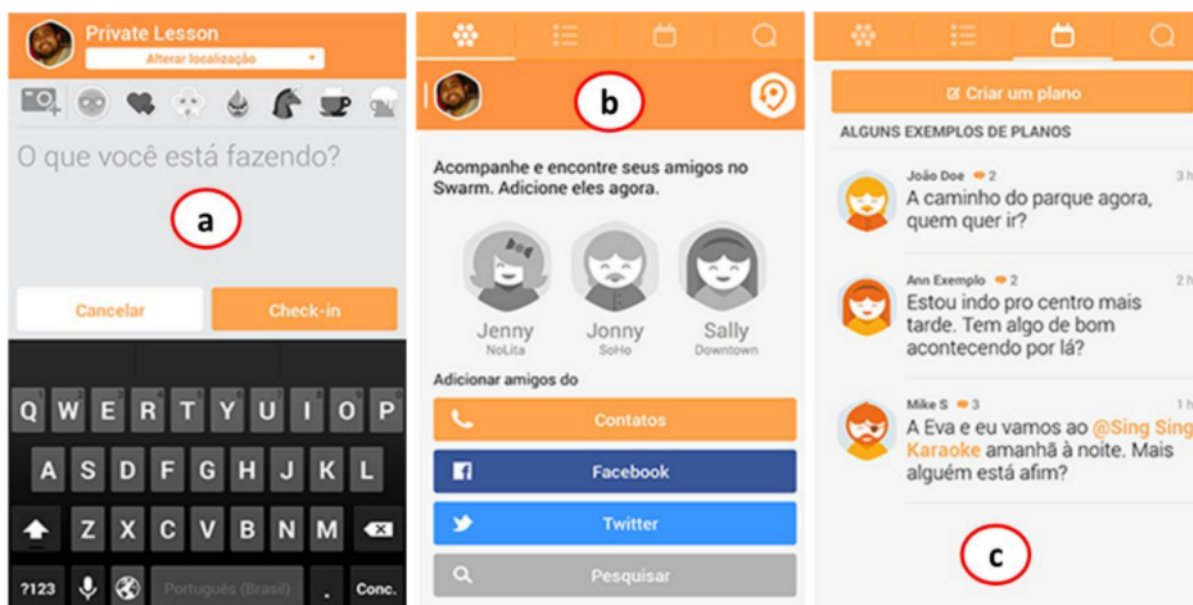 Private Lesson
Alterar localização
O que você está fazendo?
a
Cancelar
Check-in
Q W E R T Y U I O P
A S D F G H J K L
Z X C V B N M
?123
Português (Brasil)
.
Conc.
b
Acompanhe e encontre seus amigos no
Swarm. Adicione eles agora.
Jenny
NoLita
Jonny
SoHo
Sally
Downtown
Adicionar amigos do
Contatos
Facebook
Twitter
Pesquisar
Criar um plano
ALGUNS EXEMPLOS DE PLANOS
João Doe 2
3 h
A caminho do parque agora,
quem quer ir?
Ann Exemplo 2
2 h
Estou indo pro centro mais
tarde. Tem algo de bom
acontecendo por lá?
Mike S 3
1 h
A Eva e eu vamos ao @Sing Sing
Karaoke amanhã à noite. Mais
alguém está afim?
c